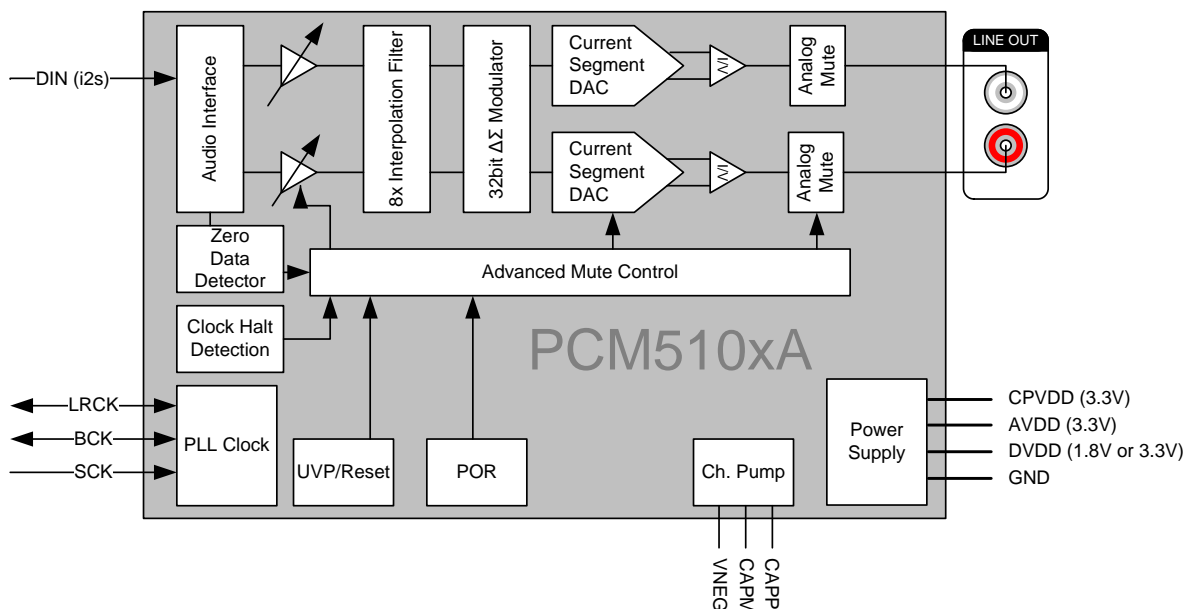 DIN (i2s)
Audio Interface
8x Interpolation Filter
32bit ΔΣ Modulator
Current
Segment
DAC
I/V
Analog
Mute
LINE OUT
Current
Segment
DAC
I/V
Analog
Mute
Zero
Data
Detector
Advanced Mute Control
Clock Halt
Detection
PCM510xA
LRCK
BCK
SCK
PLL Clock
UVP/Reset
POR
Ch. Pump
Power
Supply
CPVDD (3.3V)
AVDD (3.3V)
DVDD (1.8V or 3.3V)
GND
VNEG
CAPM
CAPP